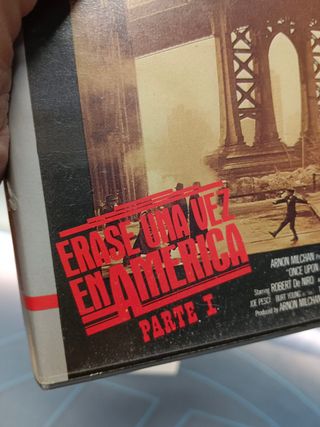 ERASE UNA VEZ
EN AMERICA
PARTE I
ARNON MILCHAN
"ONCE UPON
Starring ROBERT De NIRO
JOE PESCI BURT YOUNG
Produced by ARNON MILCHAN